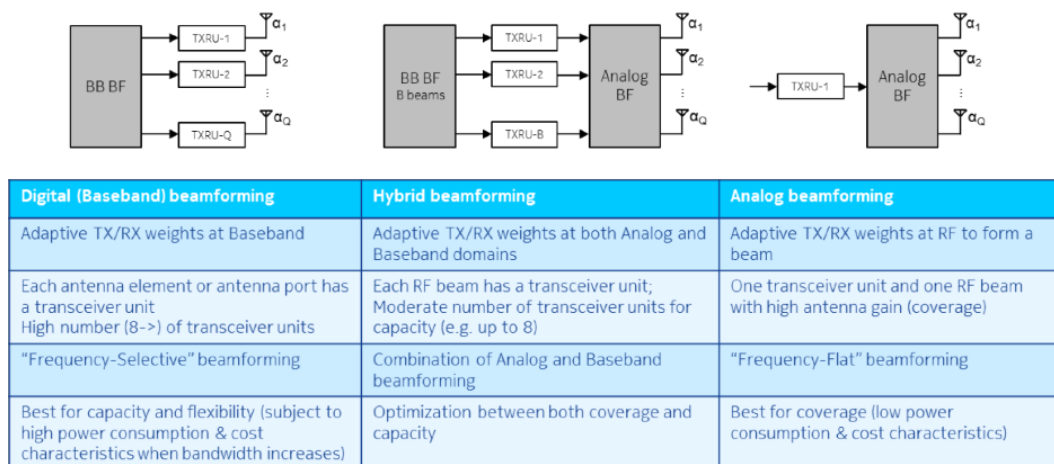 BB BF
TXRU-1
TXRU-2
TXRU-Q
α1
α2
⋮
αQ
BB BF
B beams
TXRU-1
TXRU-2
TXRU-B
Analog
BF
α1
α2
⋮
αQ
TXRU-1
Analog
BF
α1
α2
⋮
αQ
Digital (Baseband) beamforming
Hybrid beamforming
Analog beamforming
Adaptive TX/RX weights at Baseband
Adaptive TX/RX weights at both Analog and
Baseband domains
Adaptive TX/RX weights at RF to form a
beam
Each antenna element or antenna port has
a transceiver unit
High number (8->) of transceiver units
Each RF beam has a transceiver unit;
Moderate number of transceiver units for
capacity (e.g. up to 8)
One transceiver unit and one RF beam
with high antenna gain (coverage)
“Frequency-Selective” beamforming
Combination of Analog and Baseband
beamforming
“Frequency-Flat” beamforming
Best for capacity and flexibility (subject to
high power consumption & cost
characteristics when bandwidth increases)
Optimization between both coverage and
capacity
Best for coverage (low power
consumption & cost characteristics)